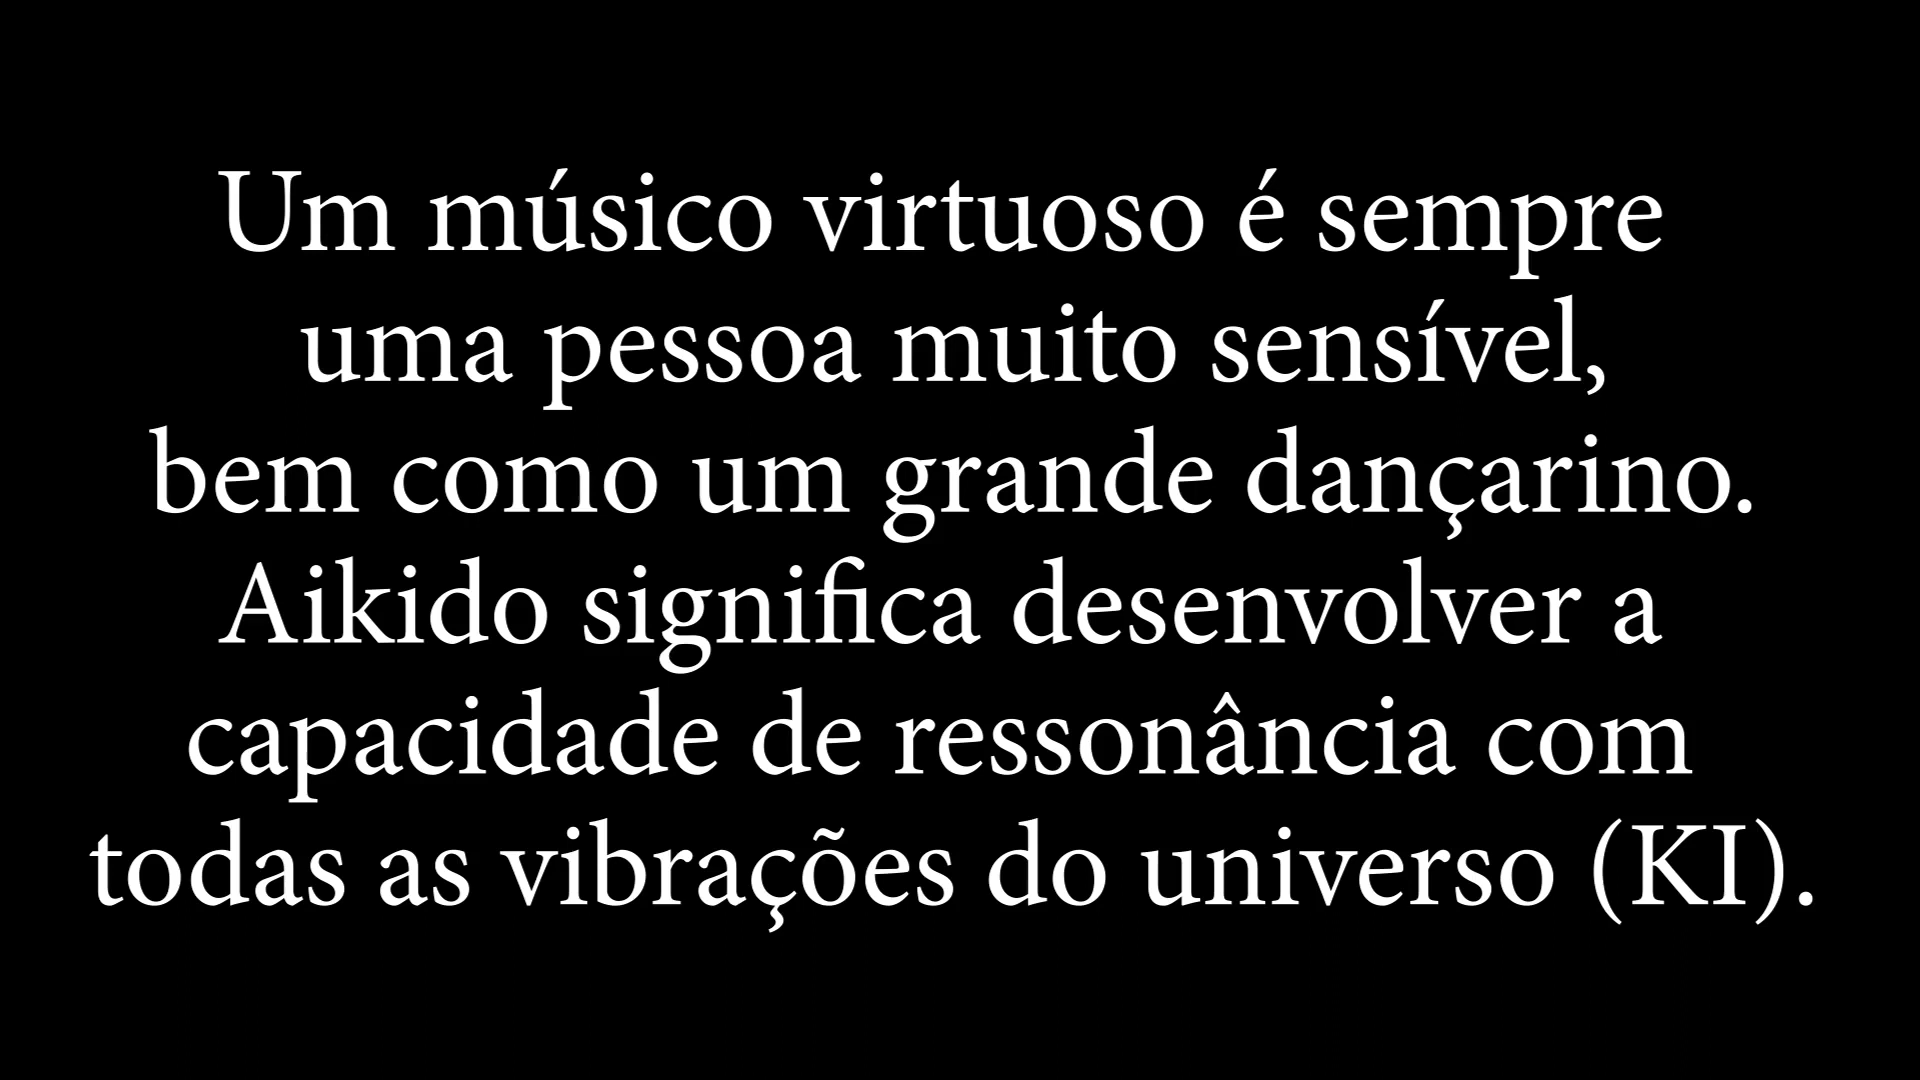 Um músico virtuoso é sempre
uma pessoa muito sensível,
bem como um grande dançarino.
Aikido significa desenvolver a
capacidade de ressonância com
todas as vibrações do universo (KI).